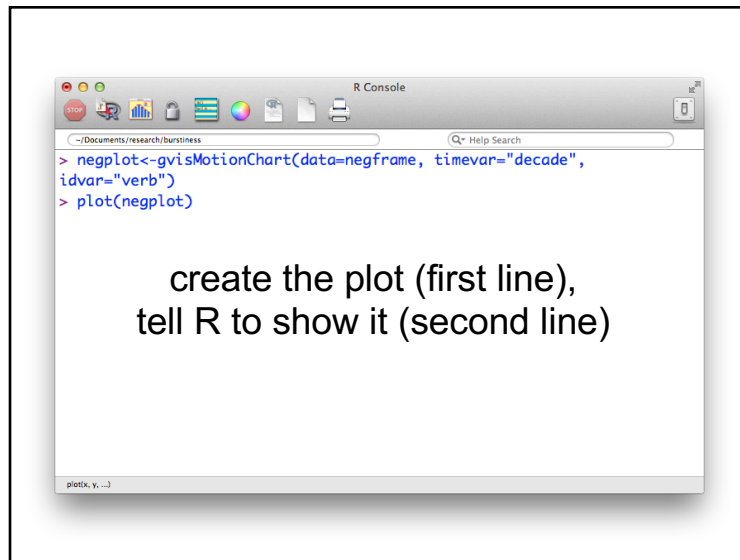 R Console
STOP
~/Documents/research/burstiness
Help Search
> negplot<-gvisMotionChart(data=negframe, timevar="decade",
idvar="verb")
> plot(negplot)
create the plot (first line),
tell R to show it (second line)
plot(x, y, ...)